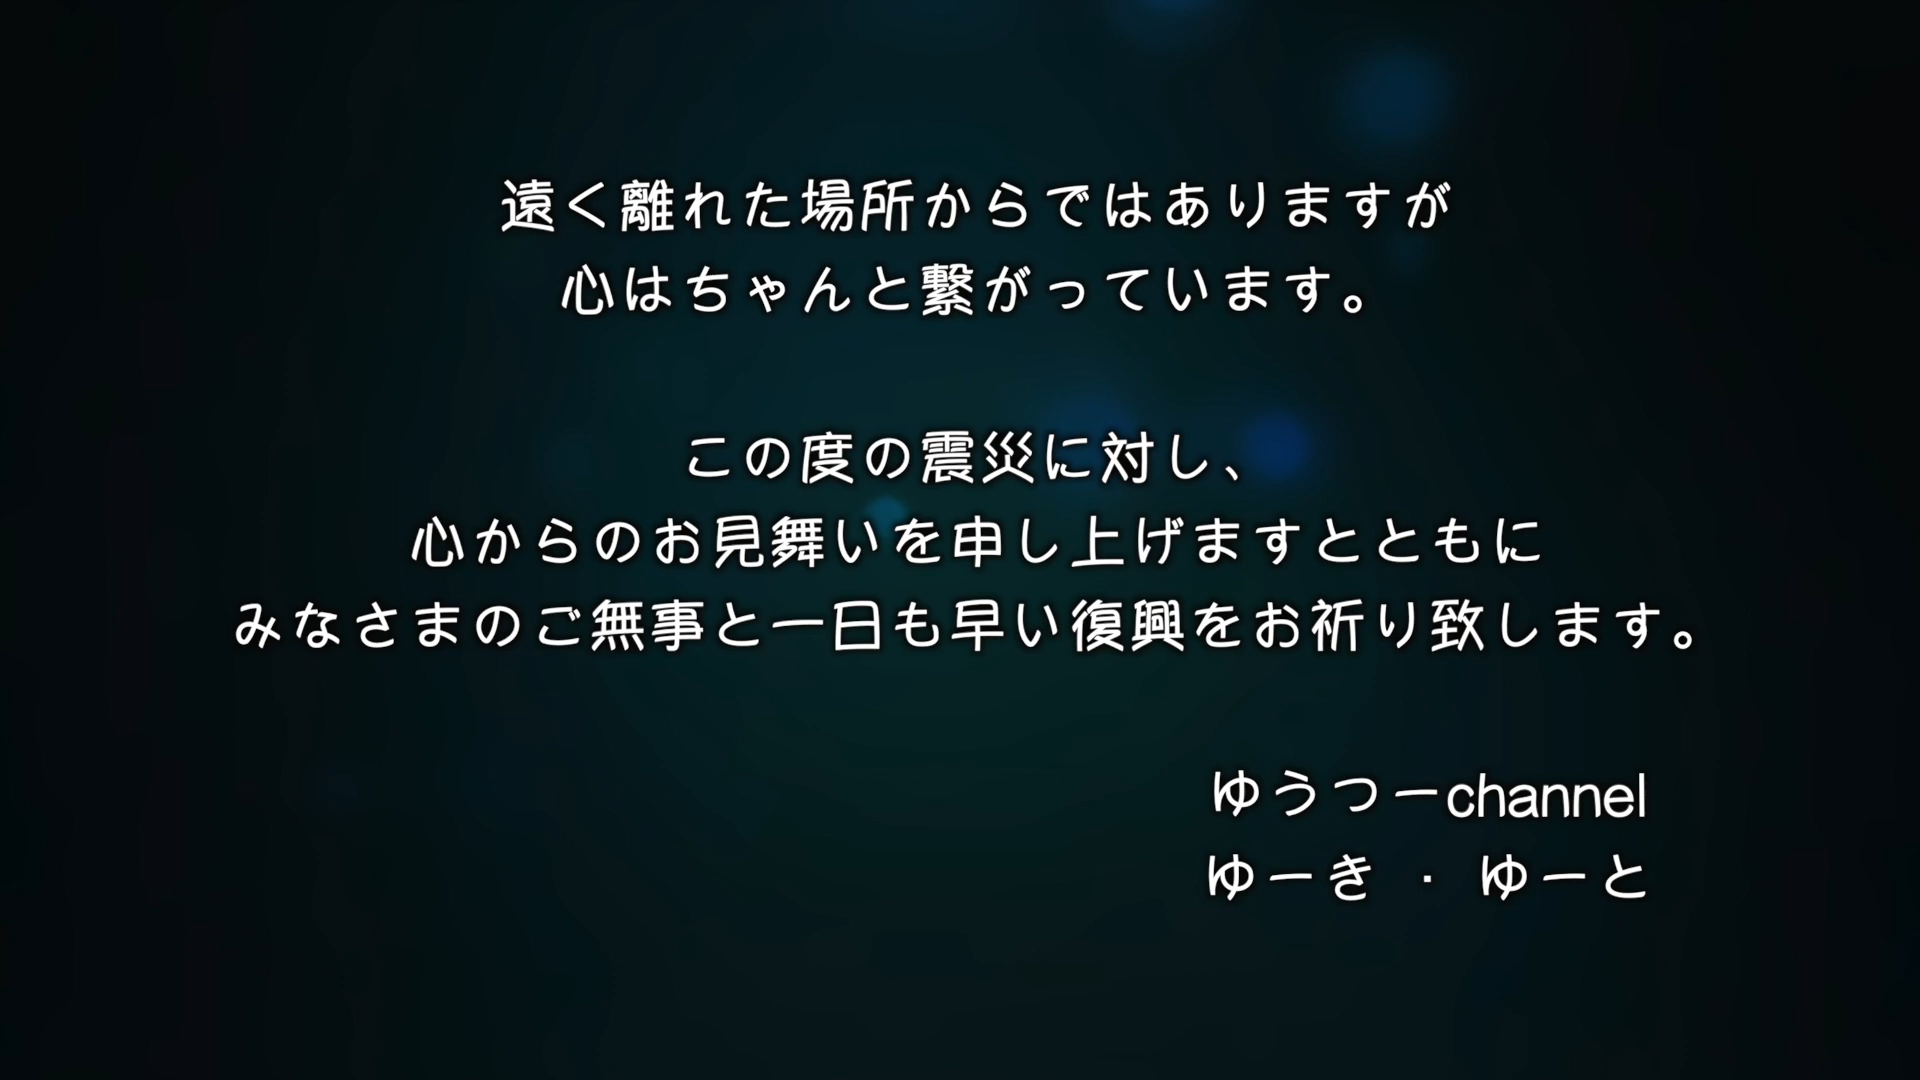 遠く離れた場所からではありますが
心はちゃんと繋がっています。
この度の震災に対し、
心からのお見舞いを申し上げますとともに
みなさまのご無事と一日も早い復興をお祈り致します。
ゆうつーchannel
ゆーき ・ ゆーと